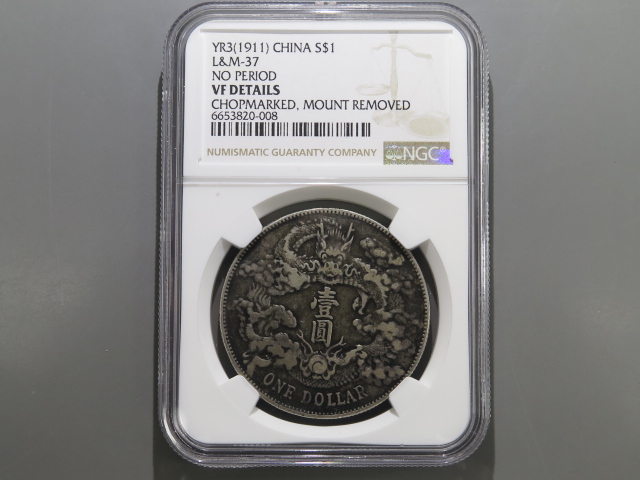 YR3(1911) CHINA S$1
L&M-37
NO PERIOD
VF DETAILS
CHOPMARKED, MOUNT REMOVED
6653820-008
NUMISMATIC GUARANTY COMPANY
NGC
壹
圓
ONE DOLLAR